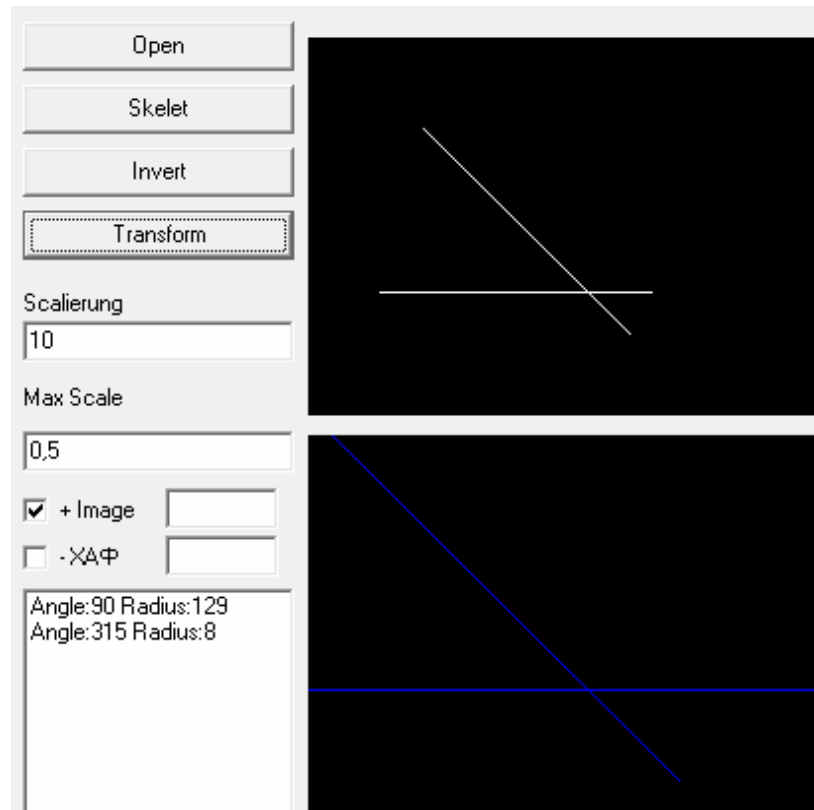 Open
Skelet
Invert
Transform
Scalierung
10
Max Scale
0,5
+ Image
- ХАФ
Angle:90 Radius:129
Angle:315 Radius:8